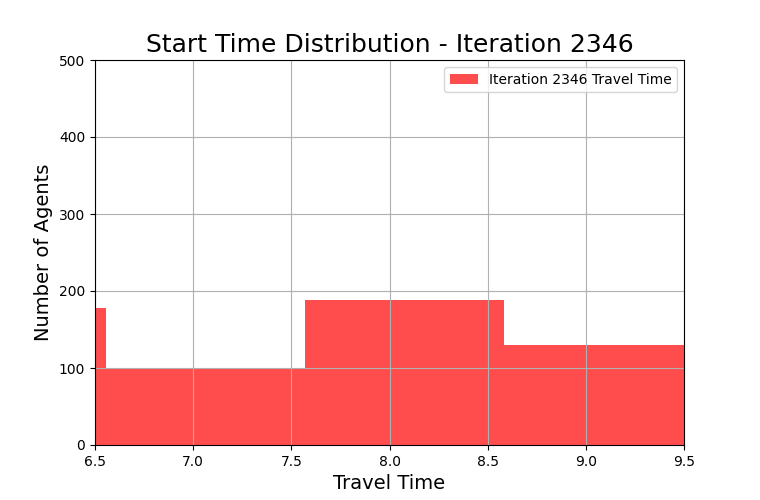 Start Time Distribution - Iteration 2346
Iteration 2346 Travel Time
500
400
300
200
100
0
Number of Agents
6.5 7.0 7.5 8.0 8.5 9.0 9.5
Travel Time